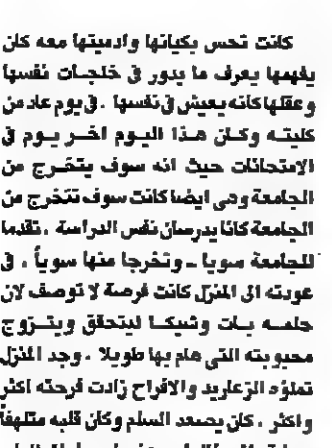 كانت تحس بكيانها وادميتها معه كان
يفهمها يعرف ما يدور في خلجات نفسها
وعقلها كانه يعيش في نفسها . في يوم عاد من
كليته وكان هذا اليوم اخر يوم في
الامتحانات حيث انه سوف يتخرج من
الجامعة وهي ايضا كانت سوف تتخرج من
الجامعة كانا يدرسان نفس الدراسة . تقدما
للجامعة سويا - وتخرجا منها سوياً . في
عودته الى المنزل كانت فرحة لا توصف لان
حلمه بات وشيكا ليتحقق ويتزوج
محبوبته التي هام بها طويلا . وجد المنزل
تملؤه الزغاريد والافراح زادت فرحته اكثر
واكثر . كان يصعد السلم وكان قلبه متلهفاً